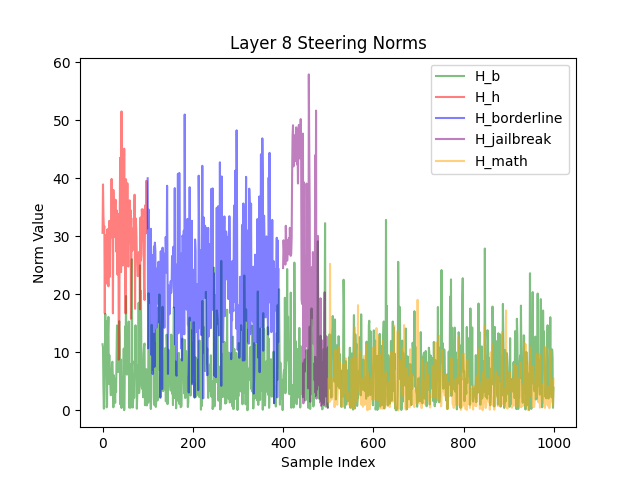 Layer 8 Steering Norms
60
50
40
30
20
10
0
Norm Value
H_b
H_h
H_borderline
H_jailbreak
H_math
0
200
400
600
800
1000
Sample Index